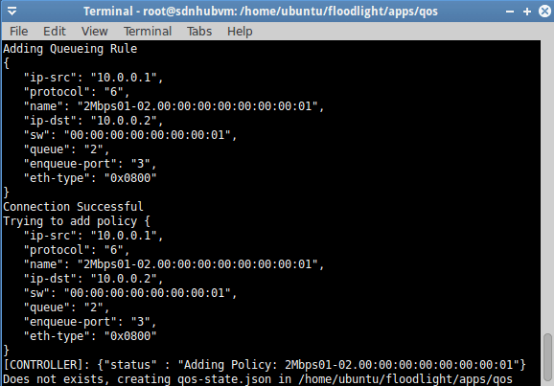 Terminal - root@sdnhubvm: /home/ubuntu/floodlight/apps/qos
File Edit View Terminal Tabs Help
Adding Queueing Rule
{
   "ip-src": "10.0.0.1",
   "protocol": "6",
   "name": "2Mbps01-02.00:00:00:00:00:00:00:01",
   "ip-dst": "10.0.0.2",
   "sw": "00:00:00:00:00:00:00:01",
   "queue": "2",
   "enqueue-port": "3",
   "eth-type": "0x0800"
}
Connection Successful
Trying to add policy {
   "ip-src": "10.0.0.1",
   "protocol": "6",
   "name": "2Mbps01-02.00:00:00:00:00:00:00:01",
   "ip-dst": "10.0.0.2",
   "sw": "00:00:00:00:00:00:00:01",
   "queue": "2",
   "enqueue-port": "3",
   "eth-type": "0x0800"
}
[CONTROLLER]: {"status" : "Adding Policy: 2Mbps01-02.00:00:00:00:00:00:00:01"}
Does not exists, creating qos-state.json in /home/ubuntu/floodlight/apps/qos